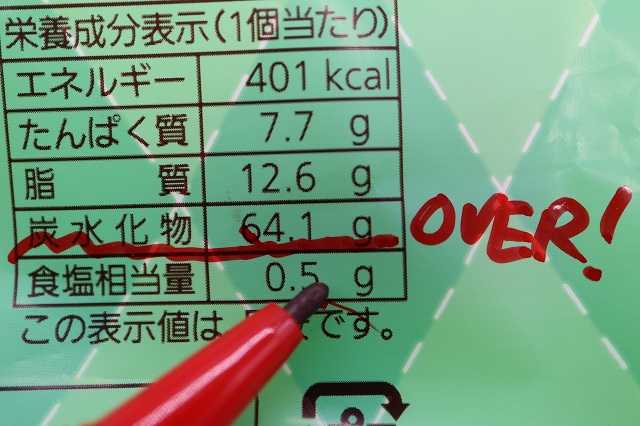 栄養成分表示(1個当たり)
エネルギー 401 kcal
たんぱく質 7.7 g
脂質 12.6 g
炭水化物 64.1 g OVER!
食塩相当量 0.5 g
この表示値は、です。